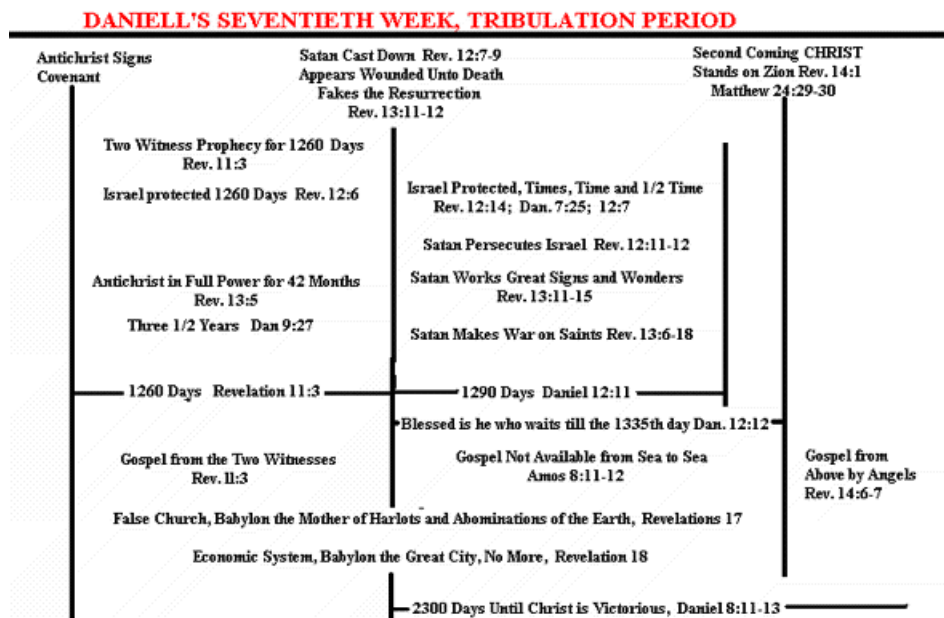 DANIELL'S SEVENTIETH WEEK, TRIBULATION PERIOD
Antichrist Signs
Covenant
Satan Cast Down Rev. 12:7-9
Appears Wounded Unto Death
Fakes the Resurrection
Rev. 13:11-12
Second Coming CHRIST
Stands on Zion Rev. 14:1
Matthew 24:29-30
Two Witness Prophecy for 1260 Days
Rev. 11:3
Israel protected 1260 Days Rev. 12:6
Israel Protected, Times, Time and 1/2 Time
Rev. 12:14; Dan. 7:25; 12:7
Satan Persecutes Israel Rev. 12:11-12
Antichrist in Full Power for 42 Months
Rev. 13:5
Satan Works Great Signs and Wonders
Rev. 13:11-15
Three 1/2 Years Dan 9:27
Satan Makes War on Saints Rev. 13:6-18
1260 Days Revelation 11:3
1290 Days Daniel 12:11
Blessed is he who waits till the 1335th day Dan. 12:12
Gospel from the Two Witnesses
Rev. 11:3
Gospel Not Available from Sea to Sea
Amos 8:11-12
Gospel from
Above by Angels
Rev. 14:6-7
False Church, Babylon the Mother of Harlots and Abominations of the Earth, Revelations 17
Economic System, Babylon the Great City, No More, Revelation 18
2300 Days Until Christ is Victorious, Daniel 8:11-13